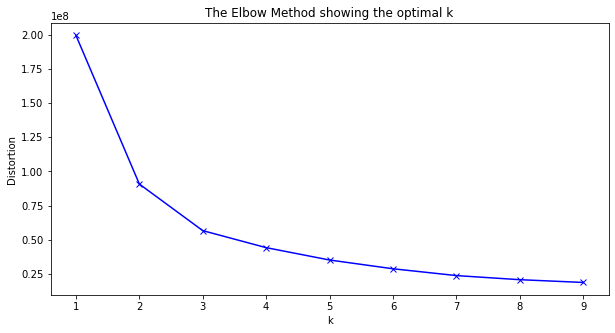 The Elbow Method showing the optimal k
1e8
2.00
1.75
1.50
1.25
1.00
0.75
0.50
0.25
Distortion
1 2 3 4 5 6 7 8 9
k